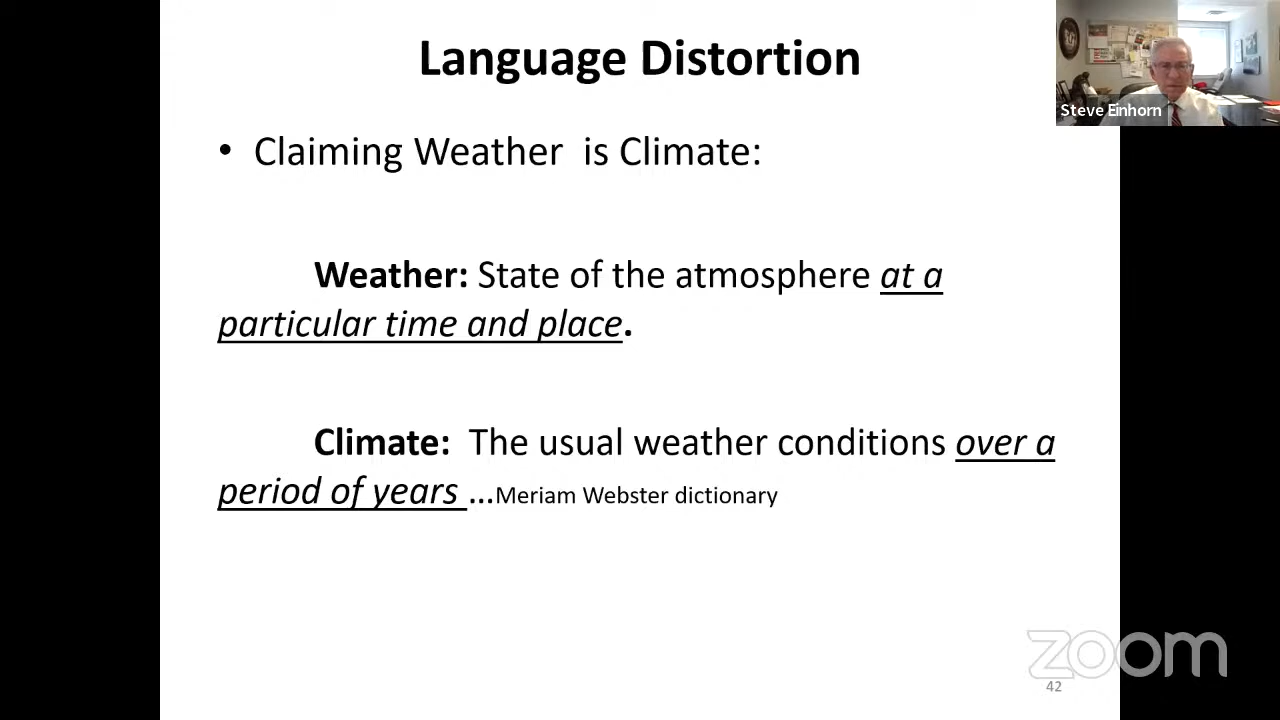 Language Distortion
Steve Einhorn
• Claiming Weather is Climate:
Weather: State of the atmosphere at a
particular time and place.
Climate: The usual weather conditions over a
period of years ...Meriam Webster dictionary
zoom
42